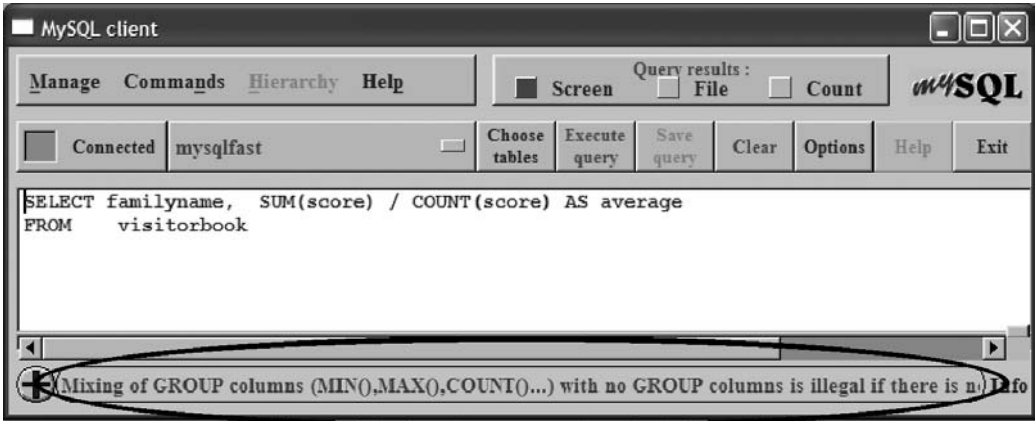 MySQL client
Manage Commands Hierarchy Help
Query results :
Screen File Count
mySQL
Connected mysqlfast
Choose tables
Execute query
Save query
Clear Options Help Exit
SELECT familyname, SUM(score) / COUNT(score) AS average
FROM visitorbook
Mixing of GROUP columns (MIN(),MAX(),COUNT()...) with no GROUP columns is illegal if there is Info